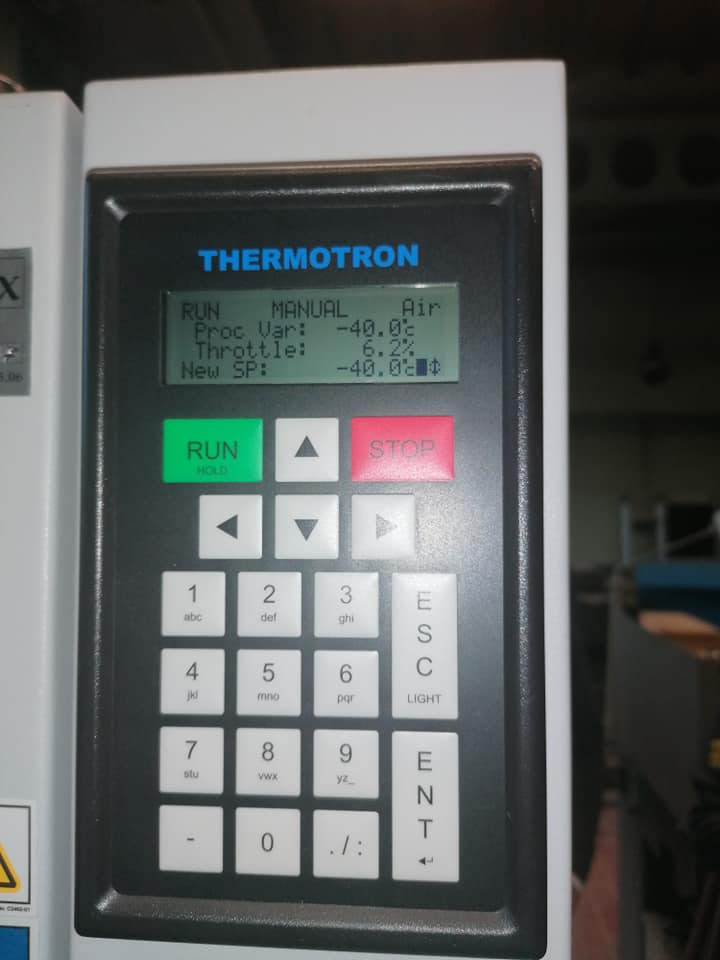 THERMOTRON
RUN MANUAL Air
Proc Var: -40.0°c
Throttle: 6.2%
New SP: -40.0°c
RUN
HOLD
▲
STOP
◀
▼
▶
1
abc
2
def
3
ghi
ESC
LIGHT
4
jkl
5
mno
6
pqr
7
stu
8
vwx
9
yz_
ENT
↵
-
0
. / :
X